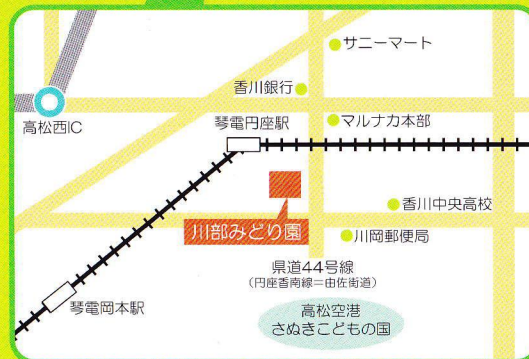 サニーマート
香川銀行
高松西IC
琴電円座駅
マルナカ本部
香川中央高校
川部みどり園
川岡郵便局
県道44号線
(円座香南線=由佐街道)
琴電岡本駅
高松空港
さぬきこどもの国